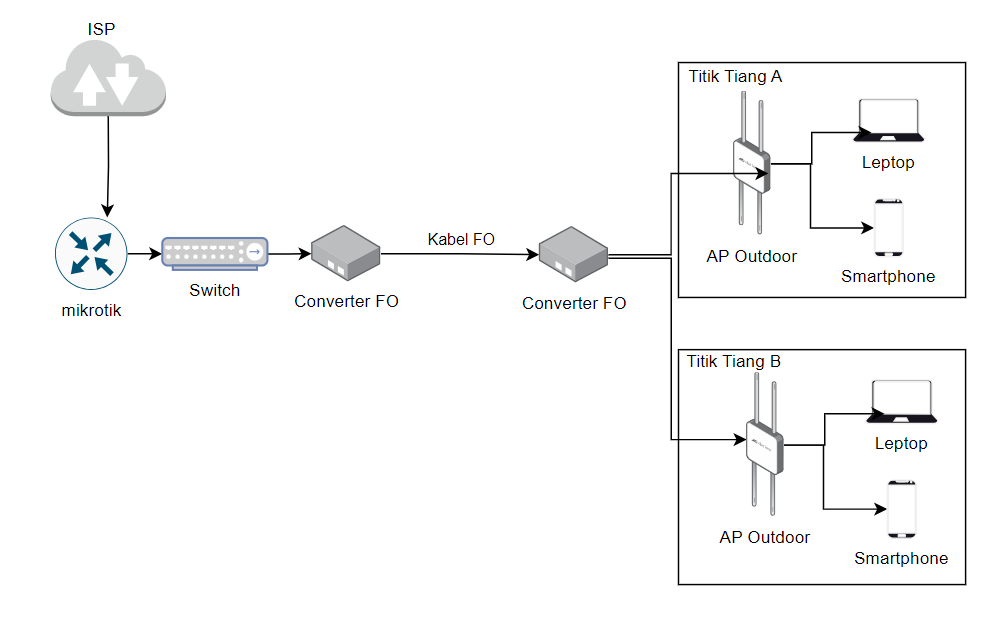 ISP
mikrotik
Switch
Converter FO
Kabel FO
Converter FO
Titik Tiang A
AP Outdoor
Leptop
Smartphone
Titik Tiang B
AP Outdoor
Leptop
Smartphone